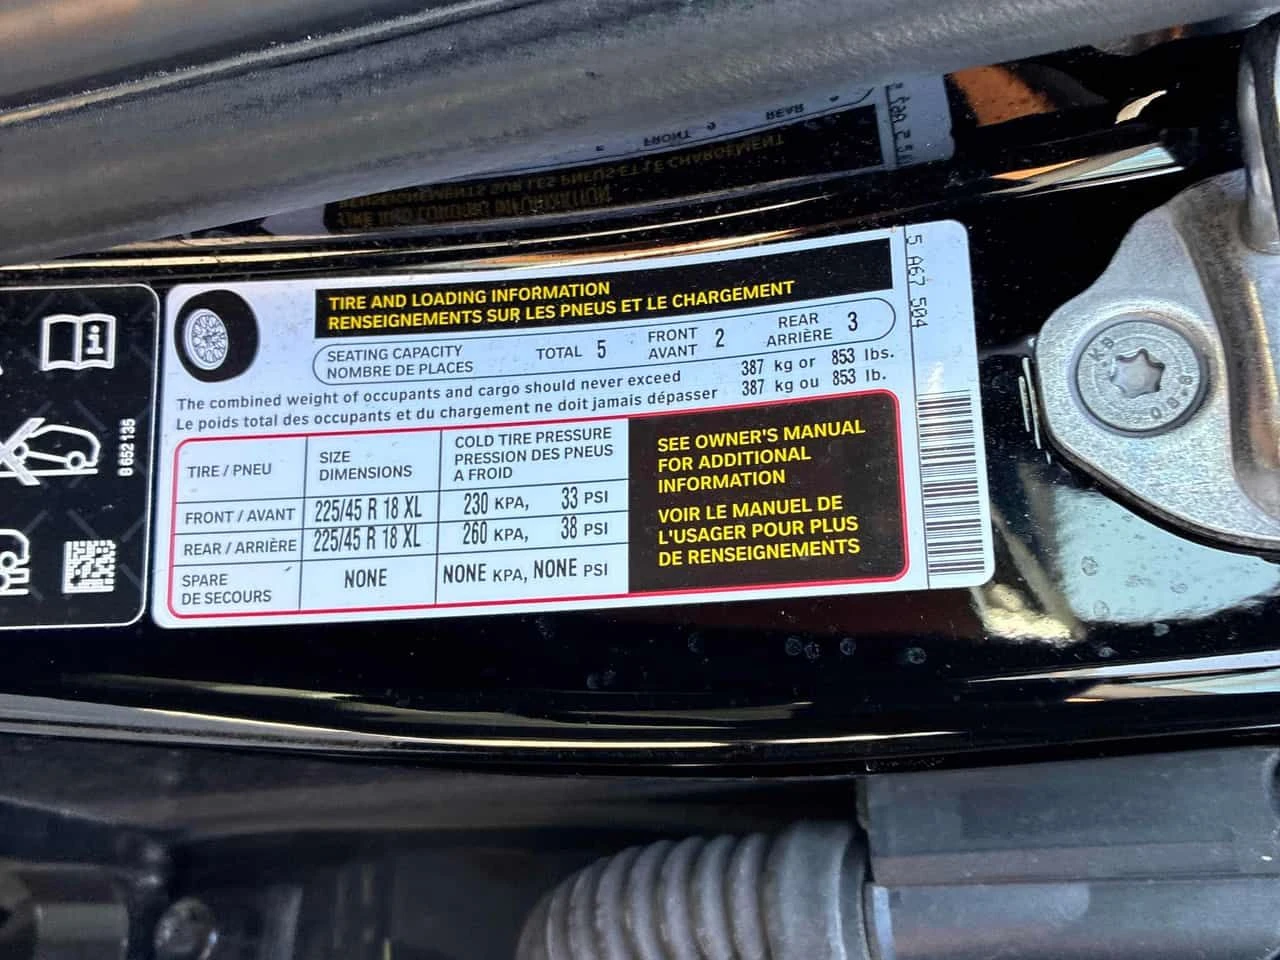 TIRE AND LOADING INFORMATION
RENSEIGNEMENTS SUR LES PNEUS ET LE CHARGEMENT
SEATING CAPACITY
NOMBRE DE PLACES
TOTAL 5
FRONT
AVANT
2
REAR
ARRIÈRE
3
The combined weight of occupants and cargo should never exceed 387 kg or 853 lbs.
Le poids total des occupants et du chargement ne doit jamais dépasser 387 kg ou 853 lb.
TIRE / PNEU
SIZE
DIMENSIONS
COLD TIRE PRESSURE
PRESSION DES PNEUS
A FROID
FRONT / AVANT 225/45 R 18 XL 230 KPA, 33 PSI
REAR / ARRIÈRE 225/45 R 18 XL 260 KPA, 38 PSI
SPARE
DE SECOURS
NONE NONE KPA, NONE PSI
SEE OWNER'S MANUAL
FOR ADDITIONAL
INFORMATION
VOIR LE MANUEL DE
L'USAGER POUR PLUS
DE RENSEIGNEMENTS
5 A67 504
B 652 135